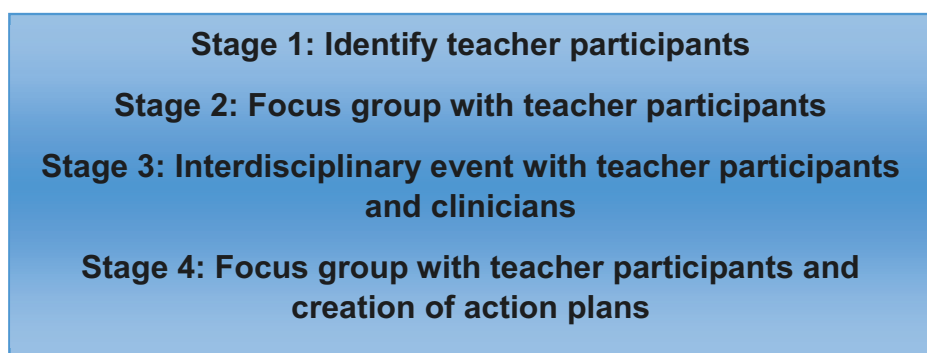 Stage 1: Identify teacher participants
Stage 2: Focus group with teacher participants
Stage 3: Interdisciplinary event with teacher participants
and clinicians
Stage 4: Focus group with teacher participants and
creation of action plans